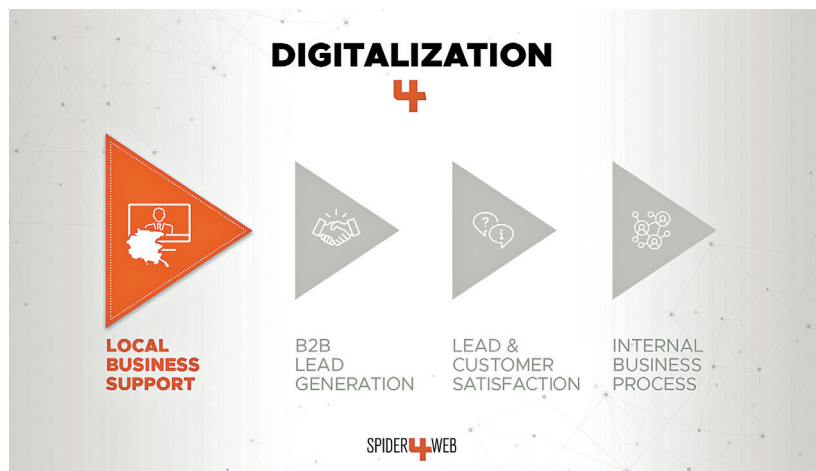 DIGITALIZATION
4
LOCAL
BUSINESS
SUPPORT
B2B
LEAD
GENERATION
? i
LEAD &
CUSTOMER
SATISFACTION
INTERNAL
BUSINESS
PROCESS
SPIDER4WEB